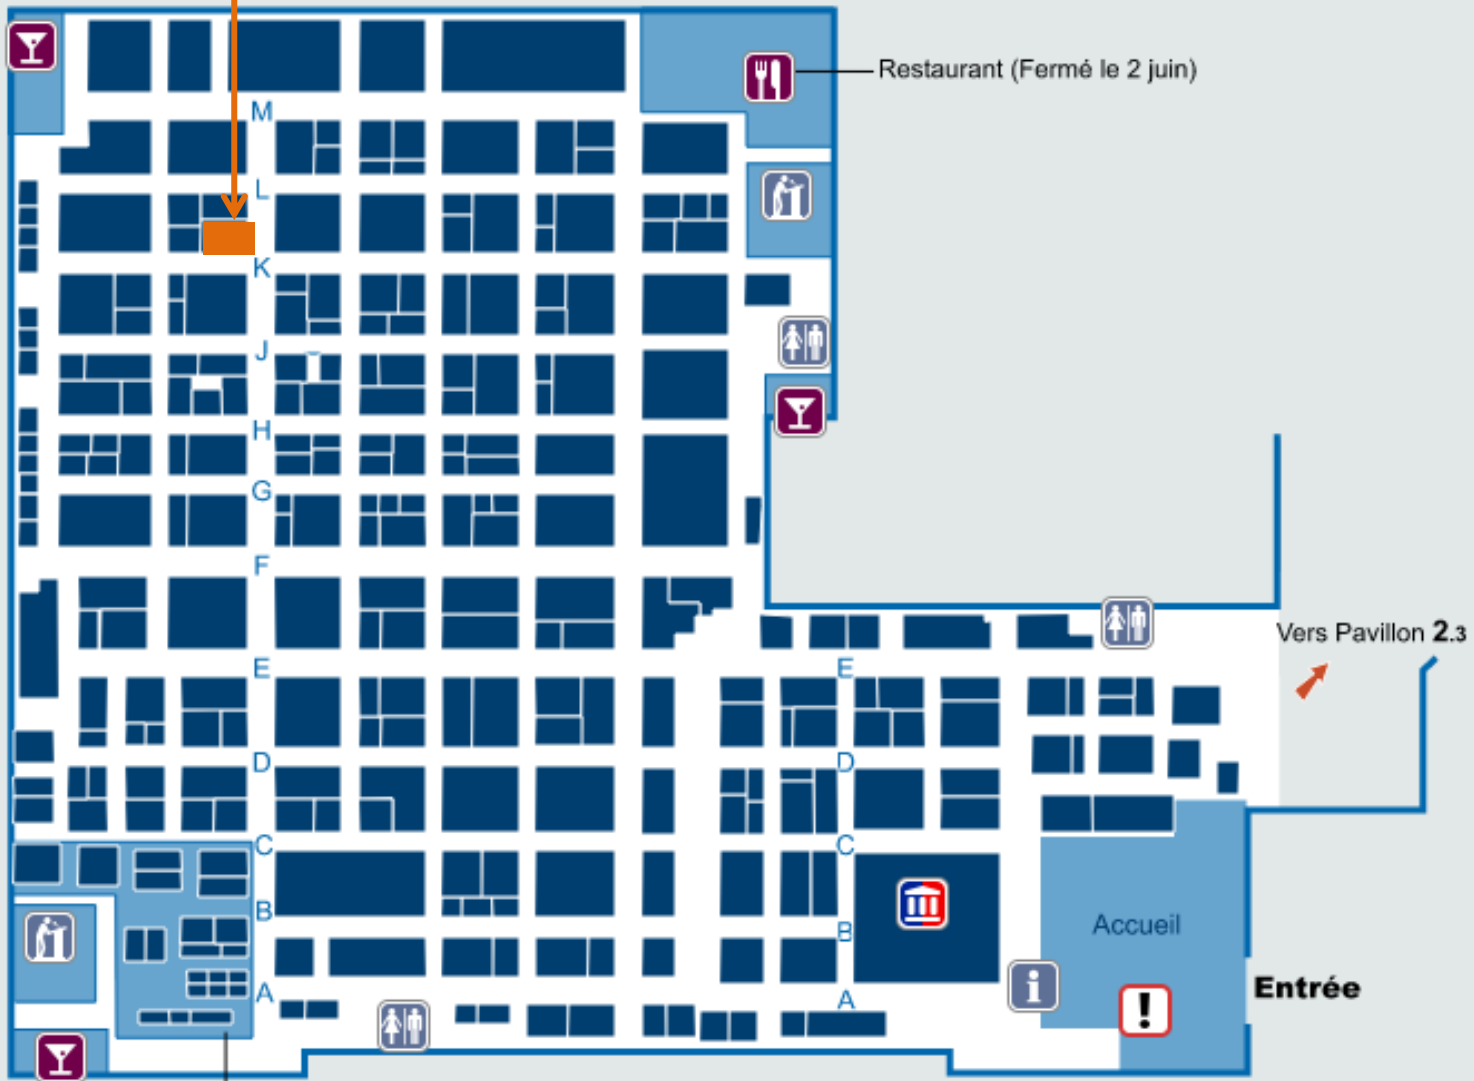 Restaurant (Fermé le 2 juin)
M
L
K
J
H
G
F
Vers Pavillon 2.3
E E
D D
C C
B
Accueil
B
Entrée
A A
i
!